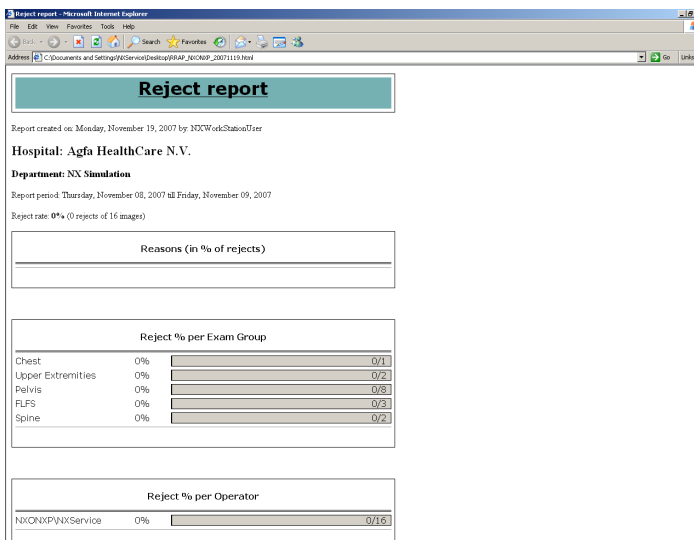 Reject report - Microsoft Internet Explorer
File Edit View Favorites Tools Help
Back Search Favorites
Address C:\Documents and Settings\NXService\Desktop\RRAP_NXONXP_20071119.html Go Links
Reject report
Report created on: Monday, November 19, 2007 by: NXWorkStationUser
Hospital: Agfa HealthCare N.V.
Department: NX Simulation
Report period: Thursday, November 08, 2007 till Friday, November 09, 2007
Reject rate: 0% (0 rejects of 16 images)
Reasons (in % of rejects)
Reject % per Exam Group
Chest 0% 0/1
Upper Extremities 0% 0/2
Pelvis 0% 0/8
FLFS 0% 0/3
Spine 0% 0/2
Reject % per Operator
NXONXP\NXService 0% 0/16